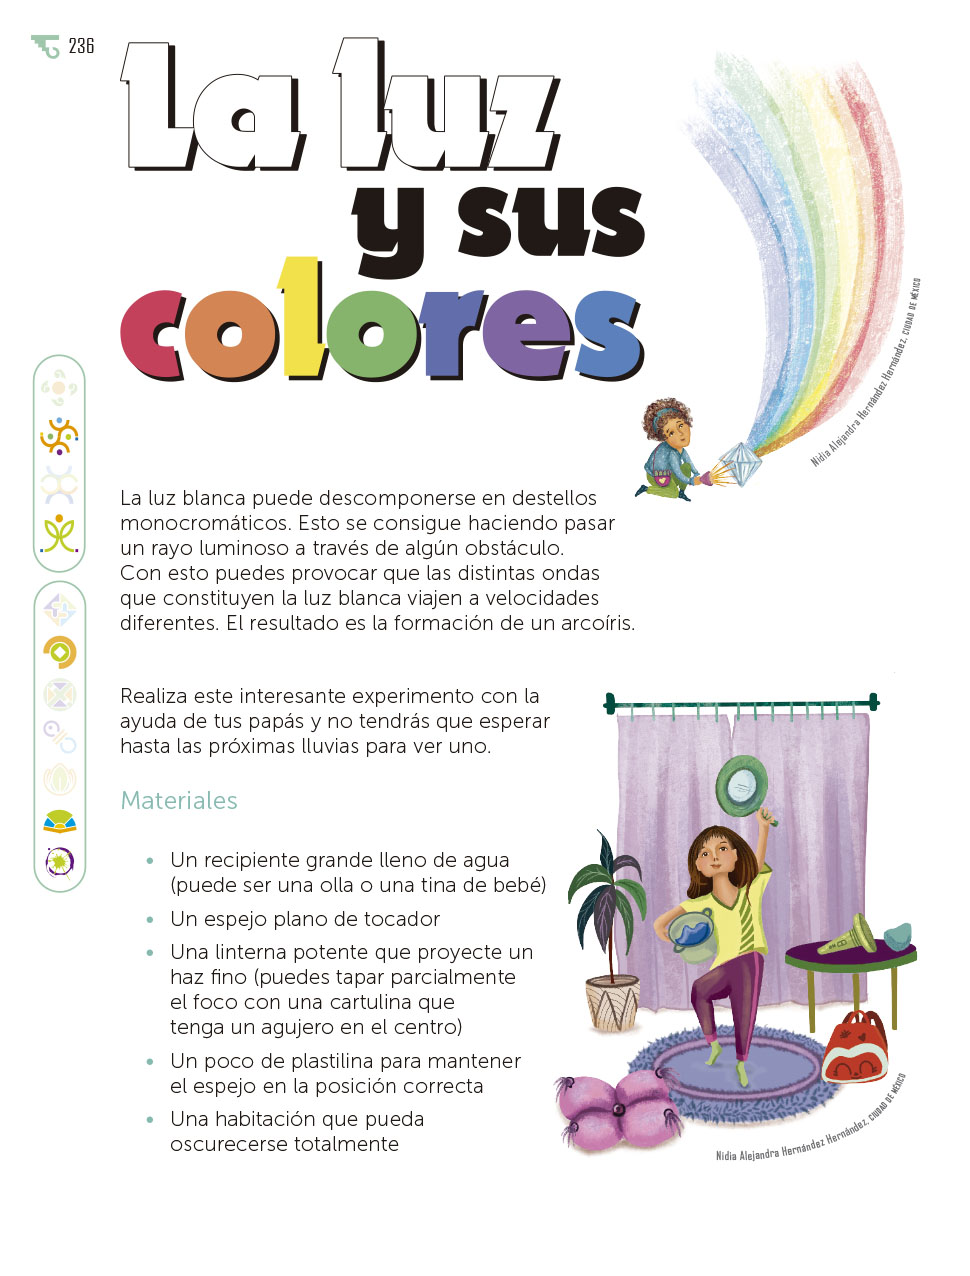 236
La luz
y sus
colores
Nidia Alejandra Hernández Hernández, CIUDAD DE MÉXICO
La luz blanca puede descomponerse en destellos
monocromáticos. Esto se consigue haciendo pasar
un rayo luminoso a través de algún obstáculo.
Con esto puedes provocar que las distintas ondas
que constituyen la luz blanca viajen a velocidades
diferentes. El resultado es la formación de un arcoíris.
Realiza este interesante experimento con la
ayuda de tus papás y no tendrás que esperar
hasta las próximas lluvias para ver uno.
Materiales
• Un recipiente grande lleno de agua
(puede ser una olla o una tina de bebé)
• Un espejo plano de tocador
• Una linterna potente que proyecte un
haz fino (puedes tapar parcialmente
el foco con una cartulina que
tenga un agujero en el centro)
• Un poco de plastilina para mantener
el espejo en la posición correcta
• Una habitación que pueda
oscurecerse totalmente
Nidia Alejandra Hernández Hernández, CIUDAD DE MÉXICO